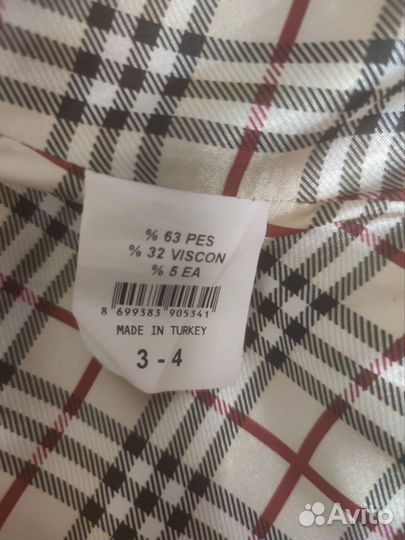 % 63 PES
% 32 VISCON
% 5 EA
8 699383 905341
MADE IN TURKEY
3 - 4
Avito